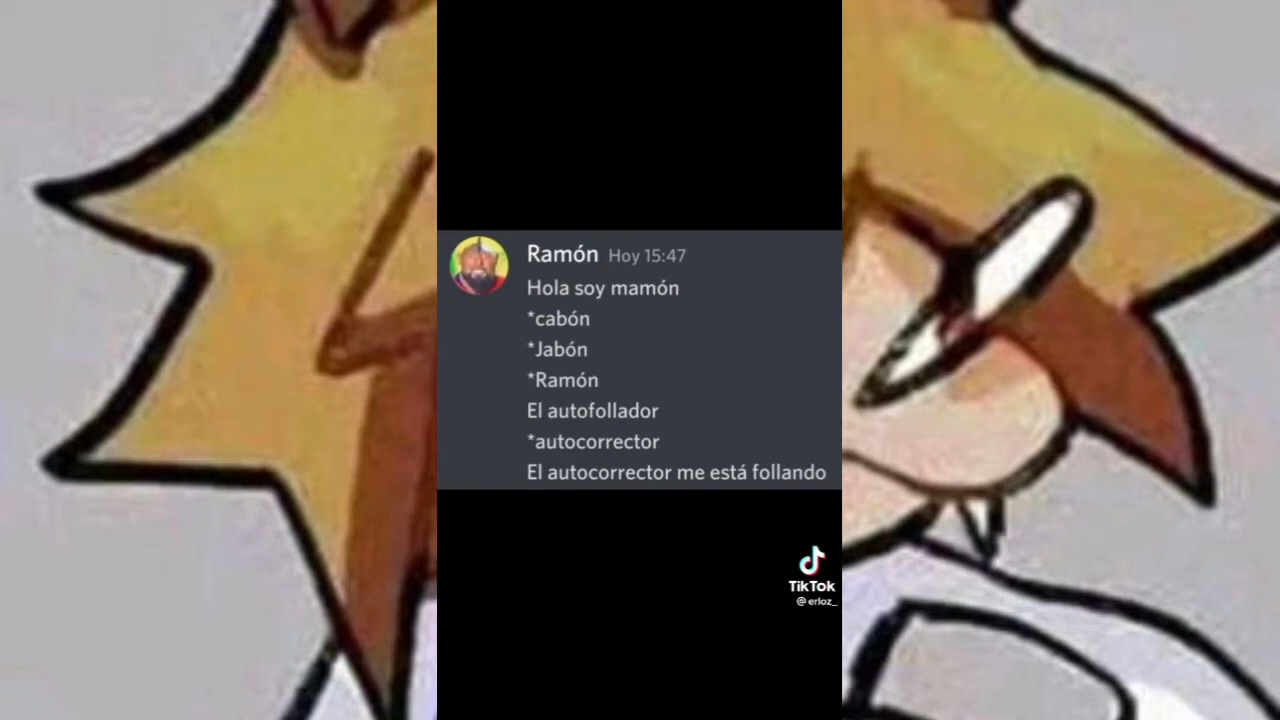 Ramón Hoy 15:47
Hola soy mamón
*cabón
*Jabón
*Ramón
El autofollador
*autocorrector
El autocorrector me está follando
TikTok
@erloz_